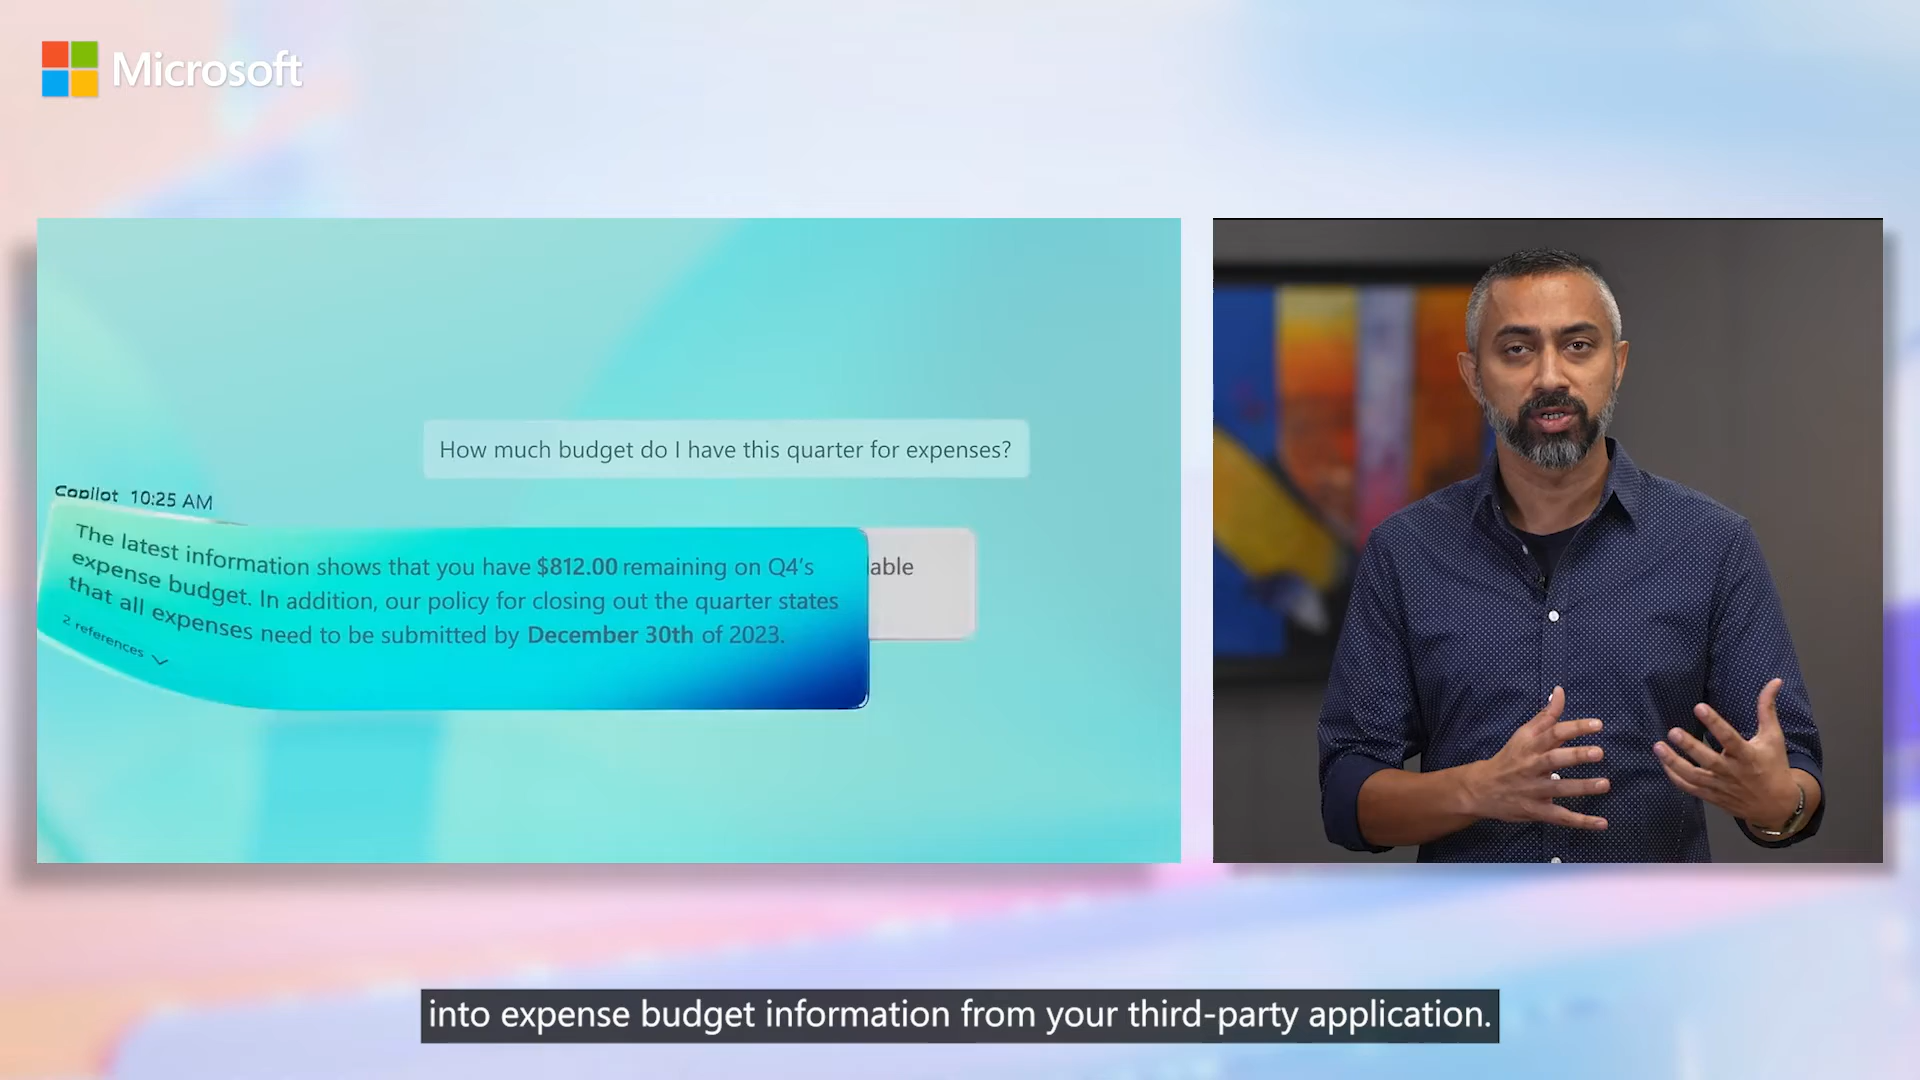 Microsoft
How much budget do I have this quarter for expenses?
Copilot 10:25 AM
The latest information shows that you have $812.00 remaining on Q4's
expense budget. In addition, our policy for closing out the quarter states
that all expenses need to be submitted by December 30th of 2023.
2 references
lable
into expense budget information from your third-party application.